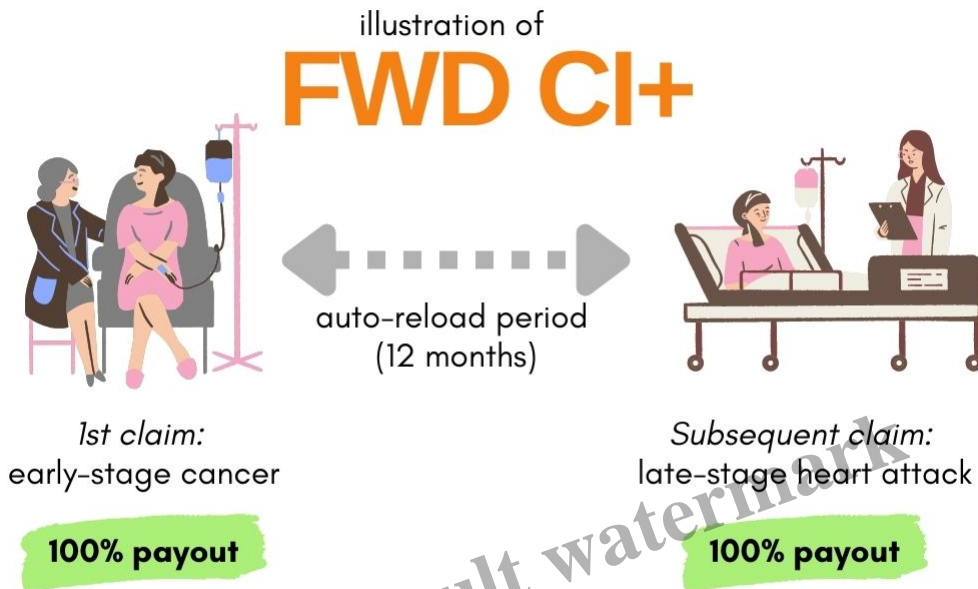 illustration of
FWD CI+
auto-reload period
(12 months)
1st claim:
early-stage cancer
100% payout
Subsequent claim:
late-stage heart attack
100% payout
watermark